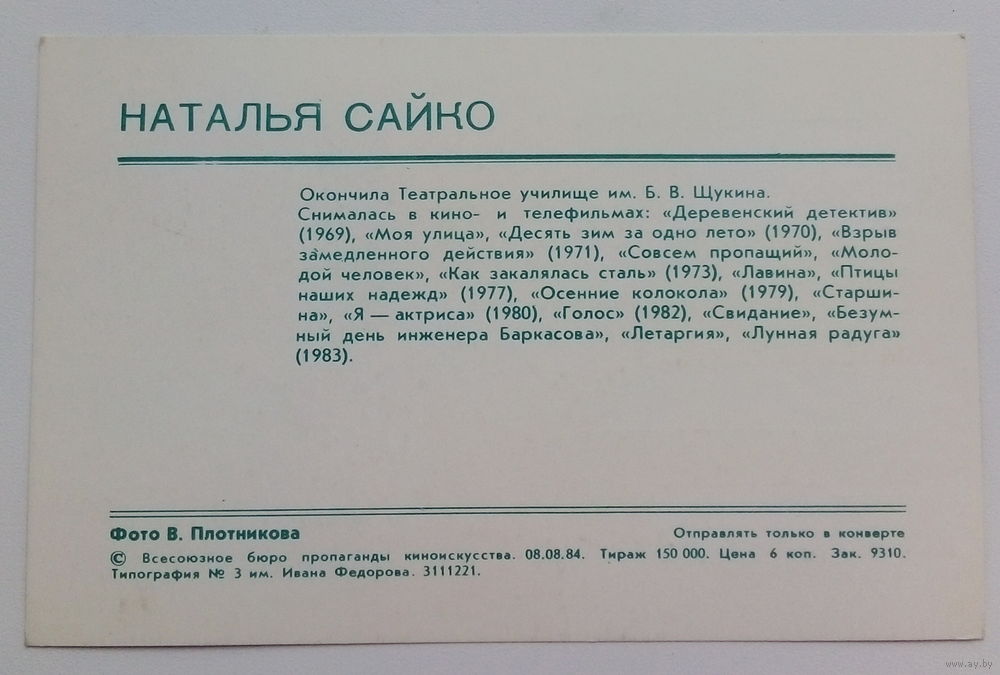 НАТАЛЬЯ САЙКО
Окончила Театральное училище им. Б. В. Щукина.
Снималась в кино- и телефильмах: «Деревенский детектив»
(1969), «Моя улица», «Десять зим за одно лето» (1970), «Взрыв
замедленного действия» (1971), «Совсем пропащий», «Моло-
дой человек», «Как закалялась сталь» (1973), «Лавина», «Птицы
наших надежд» (1977), «Осенние колокола» (1979), «Старши-
на», «Я — актриса» (1980), «Голос» (1982), «Свидание», «Безум-
ный день инженера Баркасова», «Летаргия», «Лунная радуга»
(1983).
Фото В. Плотникова
Отправлять только в конверте
© Всесоюзное бюро пропаганды киноискусства. 08.08.84. Тираж 150 000. Цена 6 коп. Зак. 9310.
Типография № 3 им. Ивана Федорова. 3111221.
www.ay.by